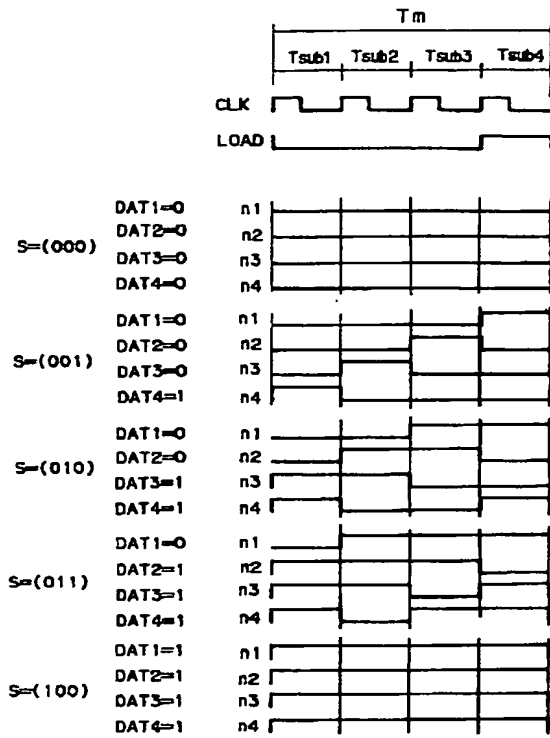 Tm
Tsub1 Tsub2 Tsub3 Tsub4
CLK
LOAD
S=(000)
DAT1=0 n1
DAT2=0 n2
DAT3=0 n3
DAT4=0 n4
S=(001)
DAT1=0 n1
DAT2=0 n2
DAT3=0 n3
DAT4=1 n4
S=(010)
DAT1=0 n1
DAT2=0 n2
DAT3=1 n3
DAT4=1 n4
S=(011)
DAT1=0 n1
DAT2=1 n2
DAT3=1 n3
DAT4=1 n4
S=(100)
DAT1=1 n1
DAT2=1 n2
DAT3=1 n3
DAT4=1 n4